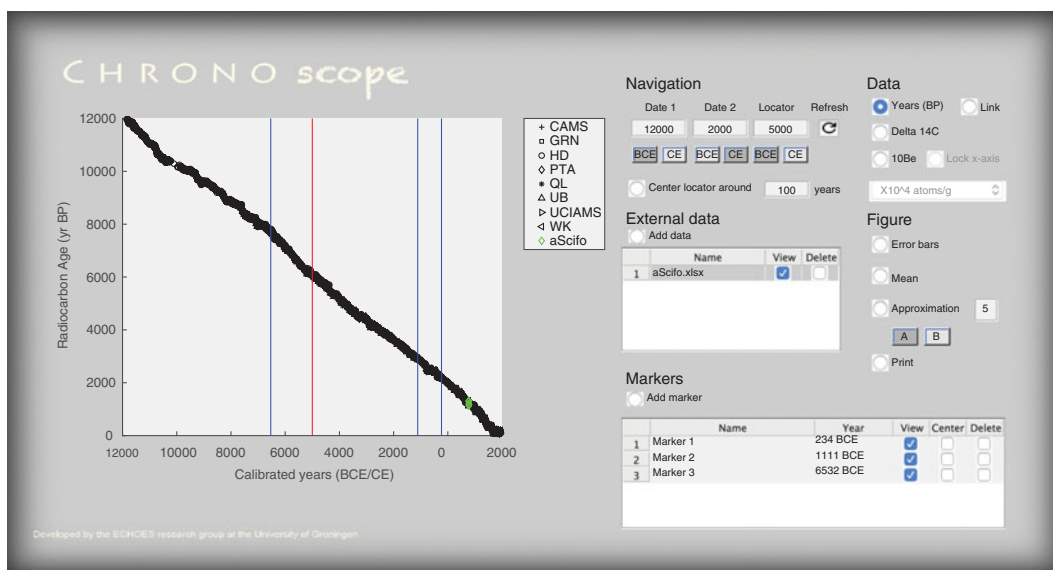 CHRONO scope
12000
10000
8000
6000
4000
2000
0
Radiocarbon Age (yr BP)
12000 10000 8000 6000 4000 2000 0 2000
Calibrated years (BCE/CE)
+ CAMS
□ GRN
○ HD
◊ PTA
* QL
△ UB
▷ UCIAMS
◁ WK
◊ aScifo
Navigation
Date 1 Date 2 Locator Refresh
12000 2000 5000
BCE CE BCE CE BCE CE
Center locator around 100 years
External data
Add data
Name View Delete
1 aScifo.xlsx
Data
Years (BP) Link
Delta 14C
10Be Lock x-axis
X10^4 atoms/g
Figure
Error bars
Mean
Approximation 5
A B
Print
Markers
Add marker
Name Year View Center Delete
1 Marker 1 234 BCE
2 Marker 2 1111 BCE
3 Marker 3 6532 BCE
Developed by the ECHOES research group at the University of Groningen